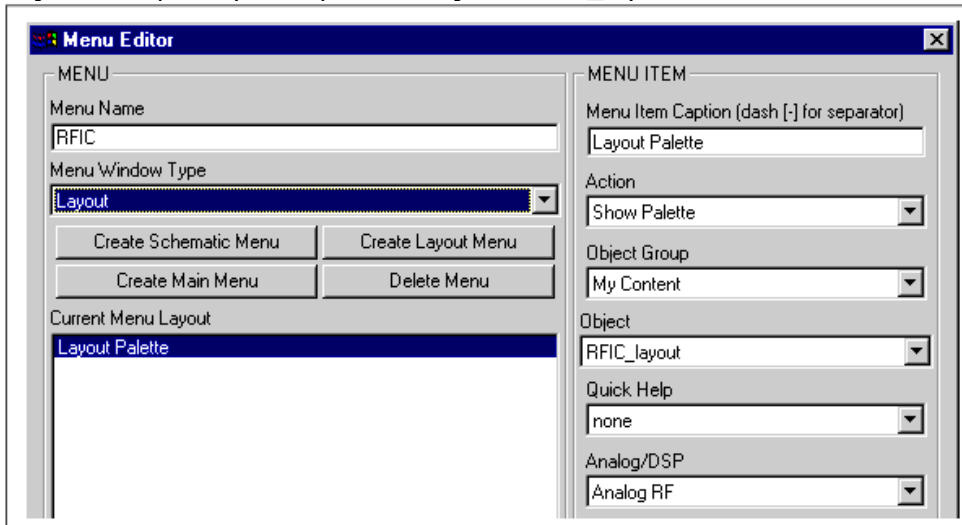 Menu Editor
MENU
Menu Name
RFIC
Menu Window Type
Layout
Create Schematic Menu
Create Layout Menu
Create Main Menu
Delete Menu
Current Menu Layout
Layout Palette
MENU ITEM
Menu Item Caption (dash [-] for separator)
Layout Palette
Action
Show Palette
Object Group
My Content
Object
RFIC_layout
Quick Help
none
Analog/DSP
Analog RF